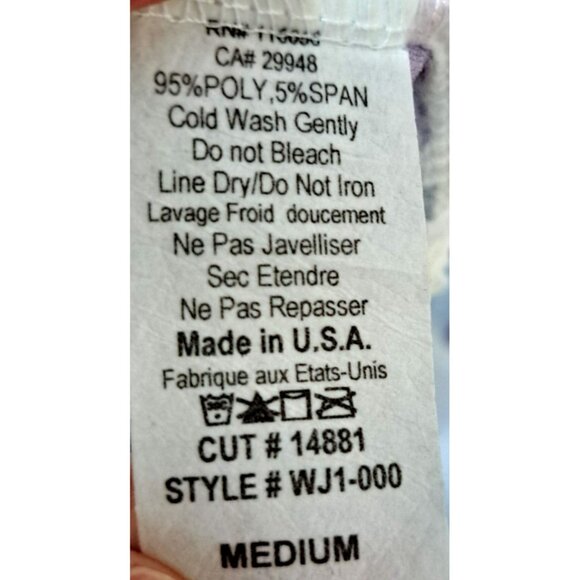 CA# 29948
95%POLY,5%SPAN
Cold Wash Gently
Do not Bleach
Line Dry/Do Not Iron
Lavage Froid doucement
Ne Pas Javelliser
Sec Etendre
Ne Pas Repasser
Made in U.S.A.
Fabrique aux Etats-Unis
CUT # 14881
STYLE # WJ1-000
MEDIUM